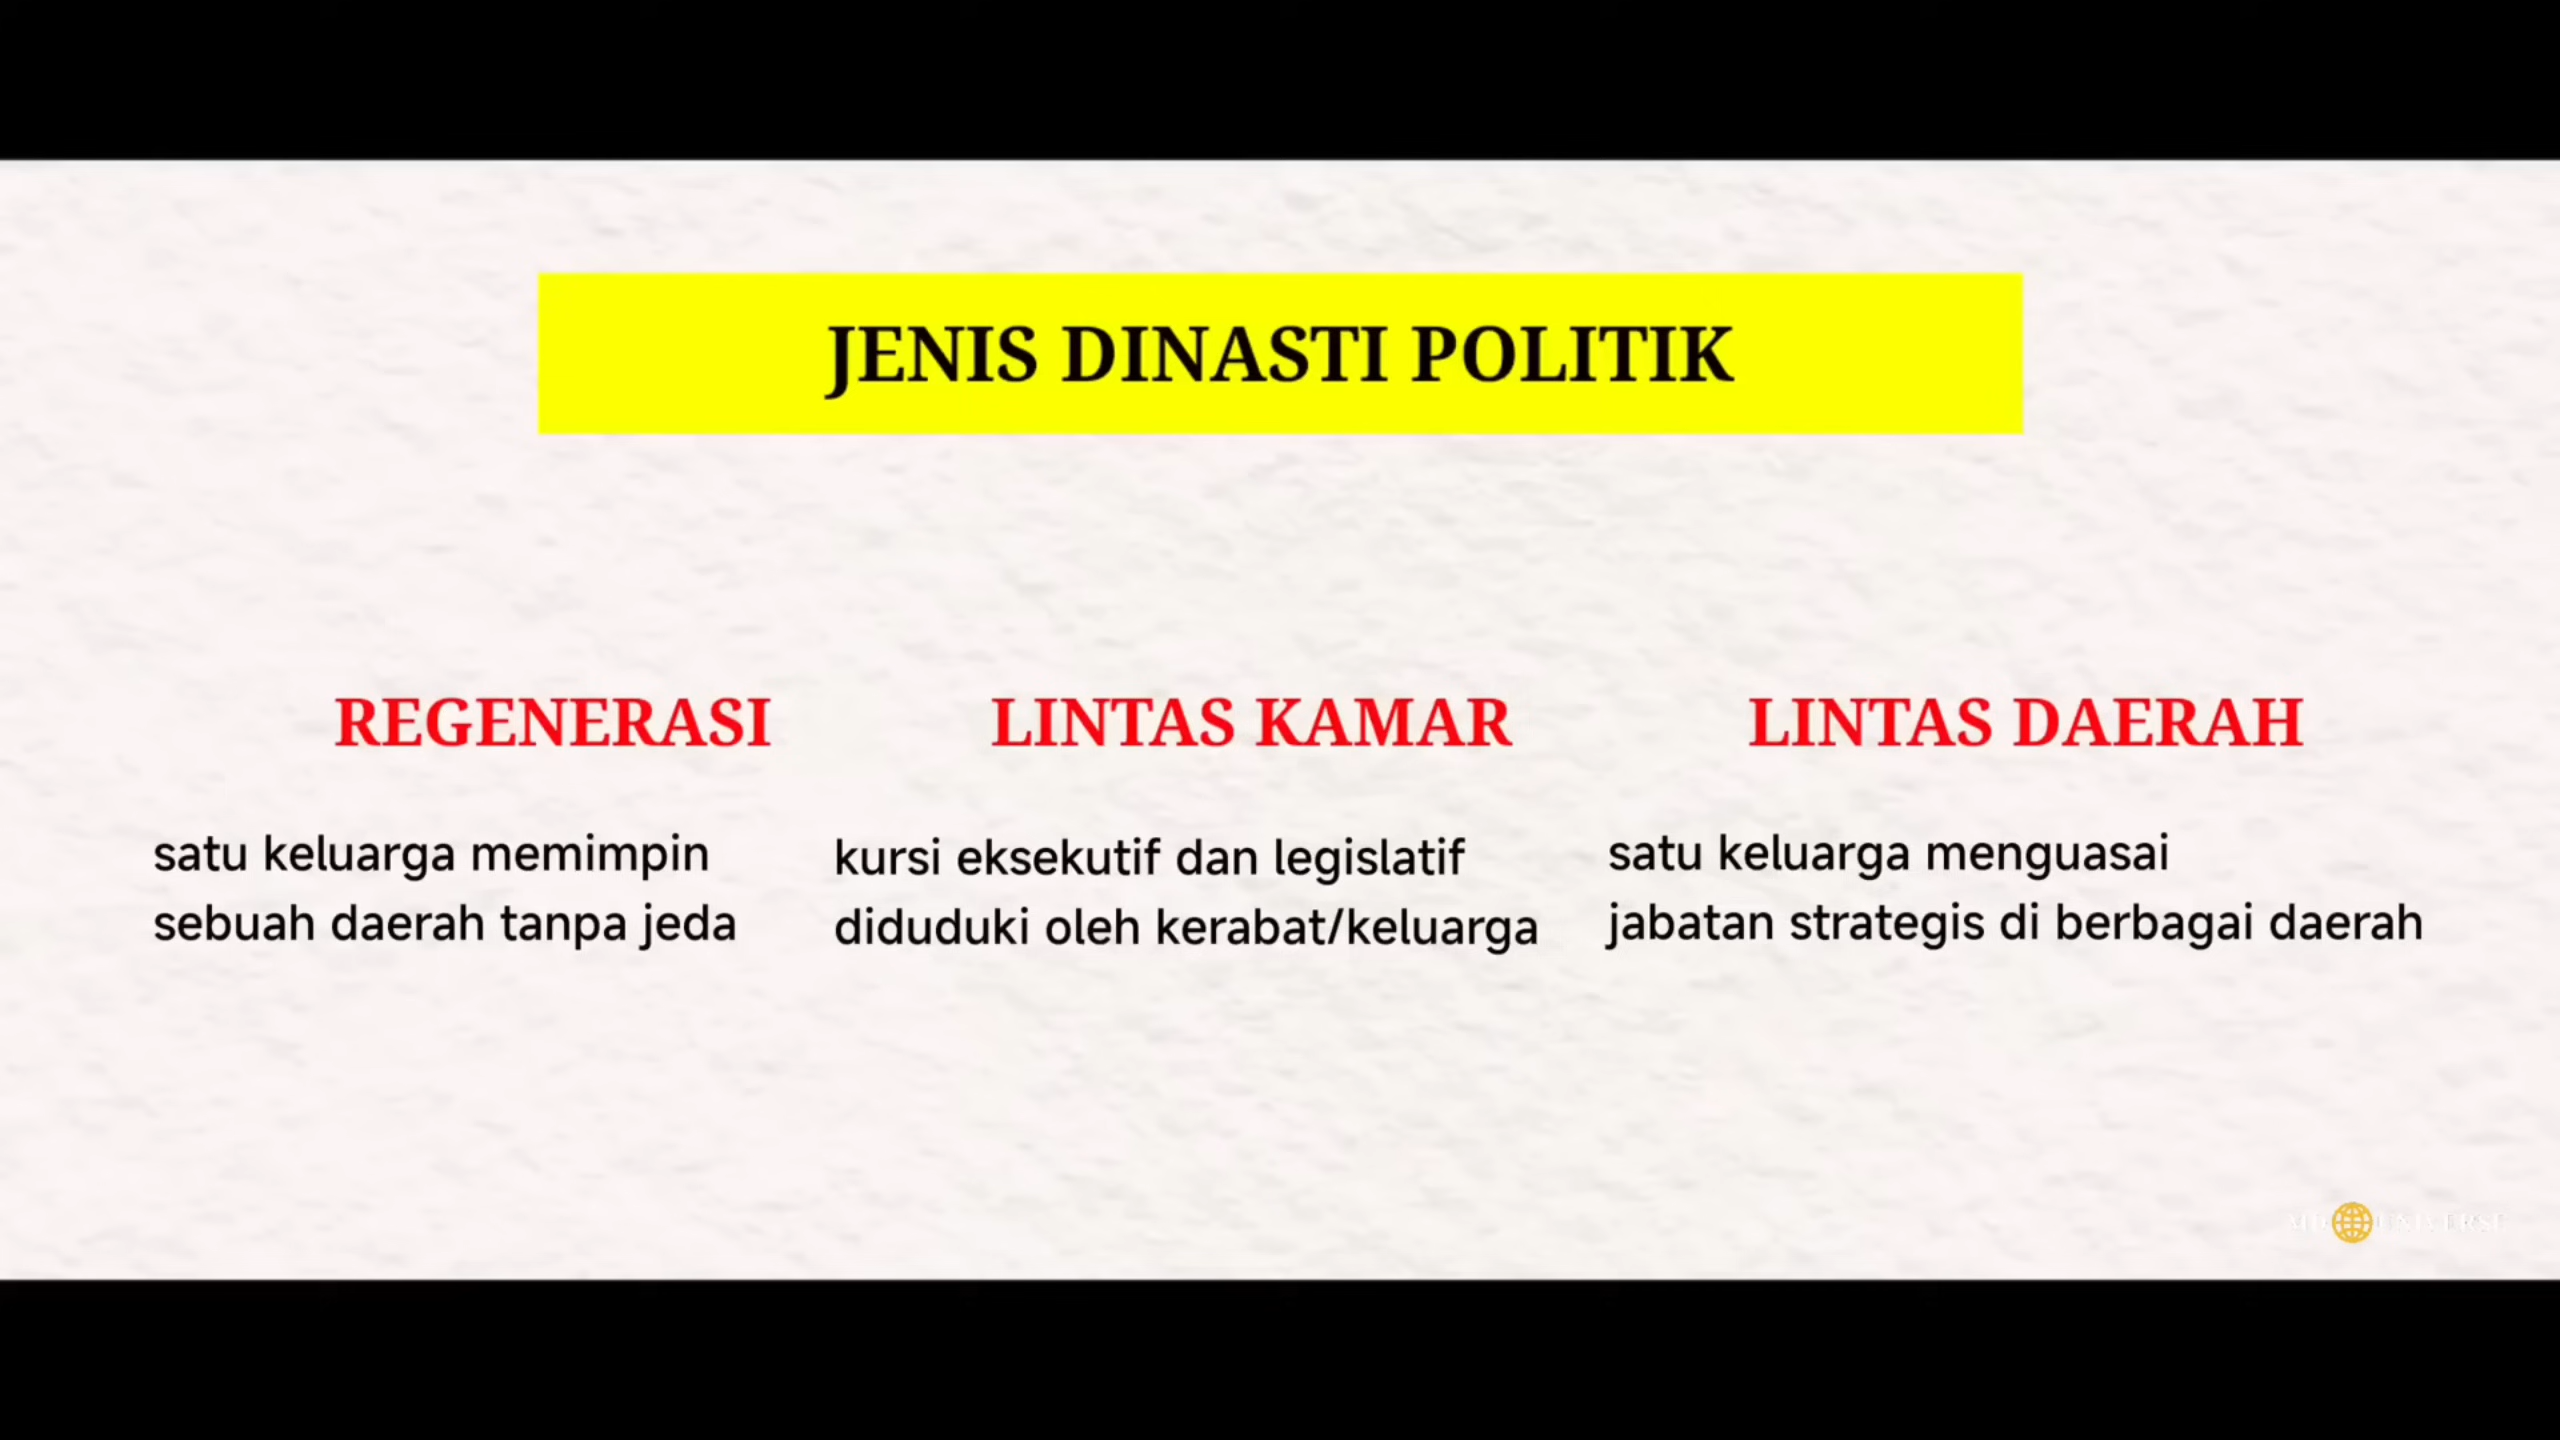 JENIS DINASTI POLITIK
REGENERASI
satu keluarga memimpin
sebuah daerah tanpa jeda
LINTAS KAMAR
kursi eksekutif dan legislatif
diduduki oleh kerabat/keluarga
LINTAS DAERAH
satu keluarga menguasai
jabatan strategis di berbagai daerah